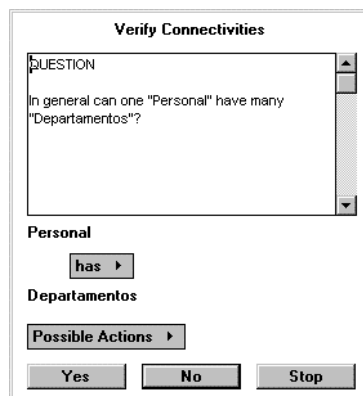 Verify Connectivities
QUESTION
In general can one "Personal" have many
"Departamentos"?
Personal
has
Departamentos
Possible Actions
Yes No Stop